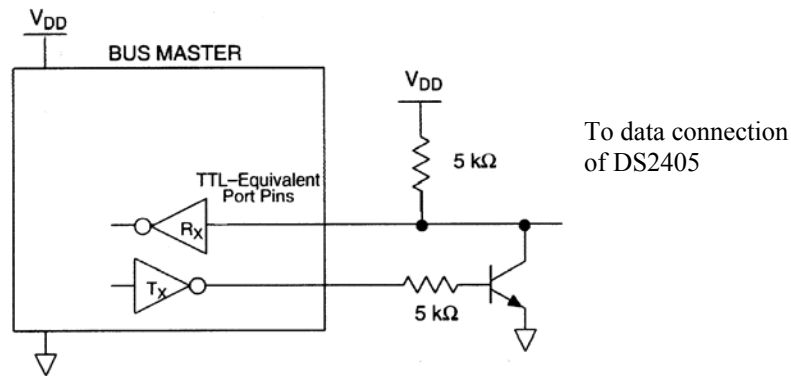 VDD
BUS MASTER
VDD
To data connection
of DS2405
5 kΩ
TTL–Equivalent
Port Pins
RX
TX
5 kΩ